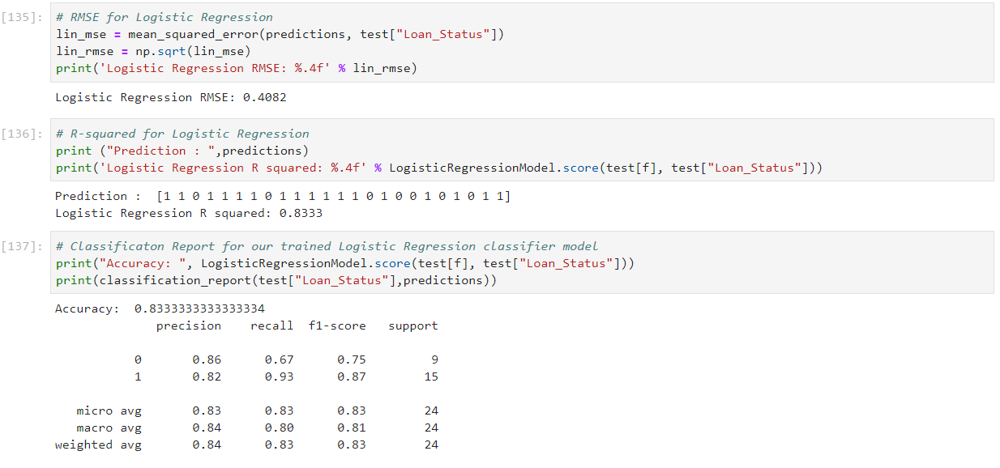 [135]: # RMSE for Logistic Regression
lin_mse = mean_squared_error(predictions, test["Loan_Status"])
lin_rmse = np.sqrt(lin_mse)
print('Logistic Regression RMSE: %.4f' % lin_rmse)
Logistic Regression RMSE: 0.4082
[136]: # R-squared for Logistic Regression
print ("Prediction : ",predictions)
print('Logistic Regression R squared: %.4f' % LogisticRegressionModel.score(test[f], test["Loan_Status"]))
Prediction :  [1 1 0 1 1 1 1 0 1 1 1 1 1 1 0 1 0 0 1 0 1 0 1 1]
Logistic Regression R squared: 0.8333
[137]: # Classificaton Report for our trained Logistic Regression classifier model
print("Accuracy: ", LogisticRegressionModel.score(test[f], test["Loan_Status"]))
print(classification_report(test["Loan_Status"],predictions))
Accuracy:  0.8333333333333334
precision recall f1-score support
0 0.86 0.67 0.75 9
1 0.82 0.93 0.87 15
micro avg 0.83 0.83 0.83 24
macro avg 0.84 0.80 0.81 24
weighted avg 0.84 0.83 0.83 24